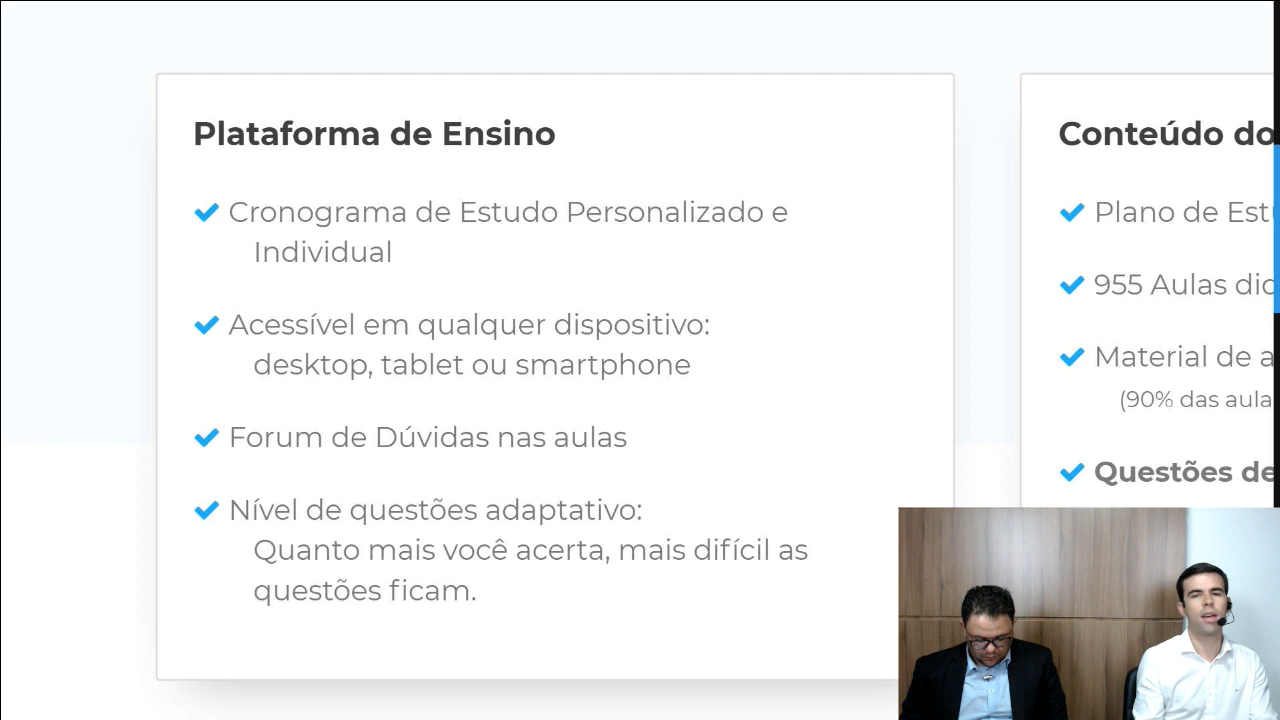 Plataforma de Ensino
Cronograma de Estudo Personalizado e
Individual
Acessível em qualquer dispositivo:
desktop, tablet ou smartphone
Forum de Dúvidas nas aulas
Nível de questões adaptativo:
Quanto mais você acerta, mais difícil as
questões ficam.
Conteúdo do
Plano de
955 Aulas
Material de
(90% das aula
Questões de